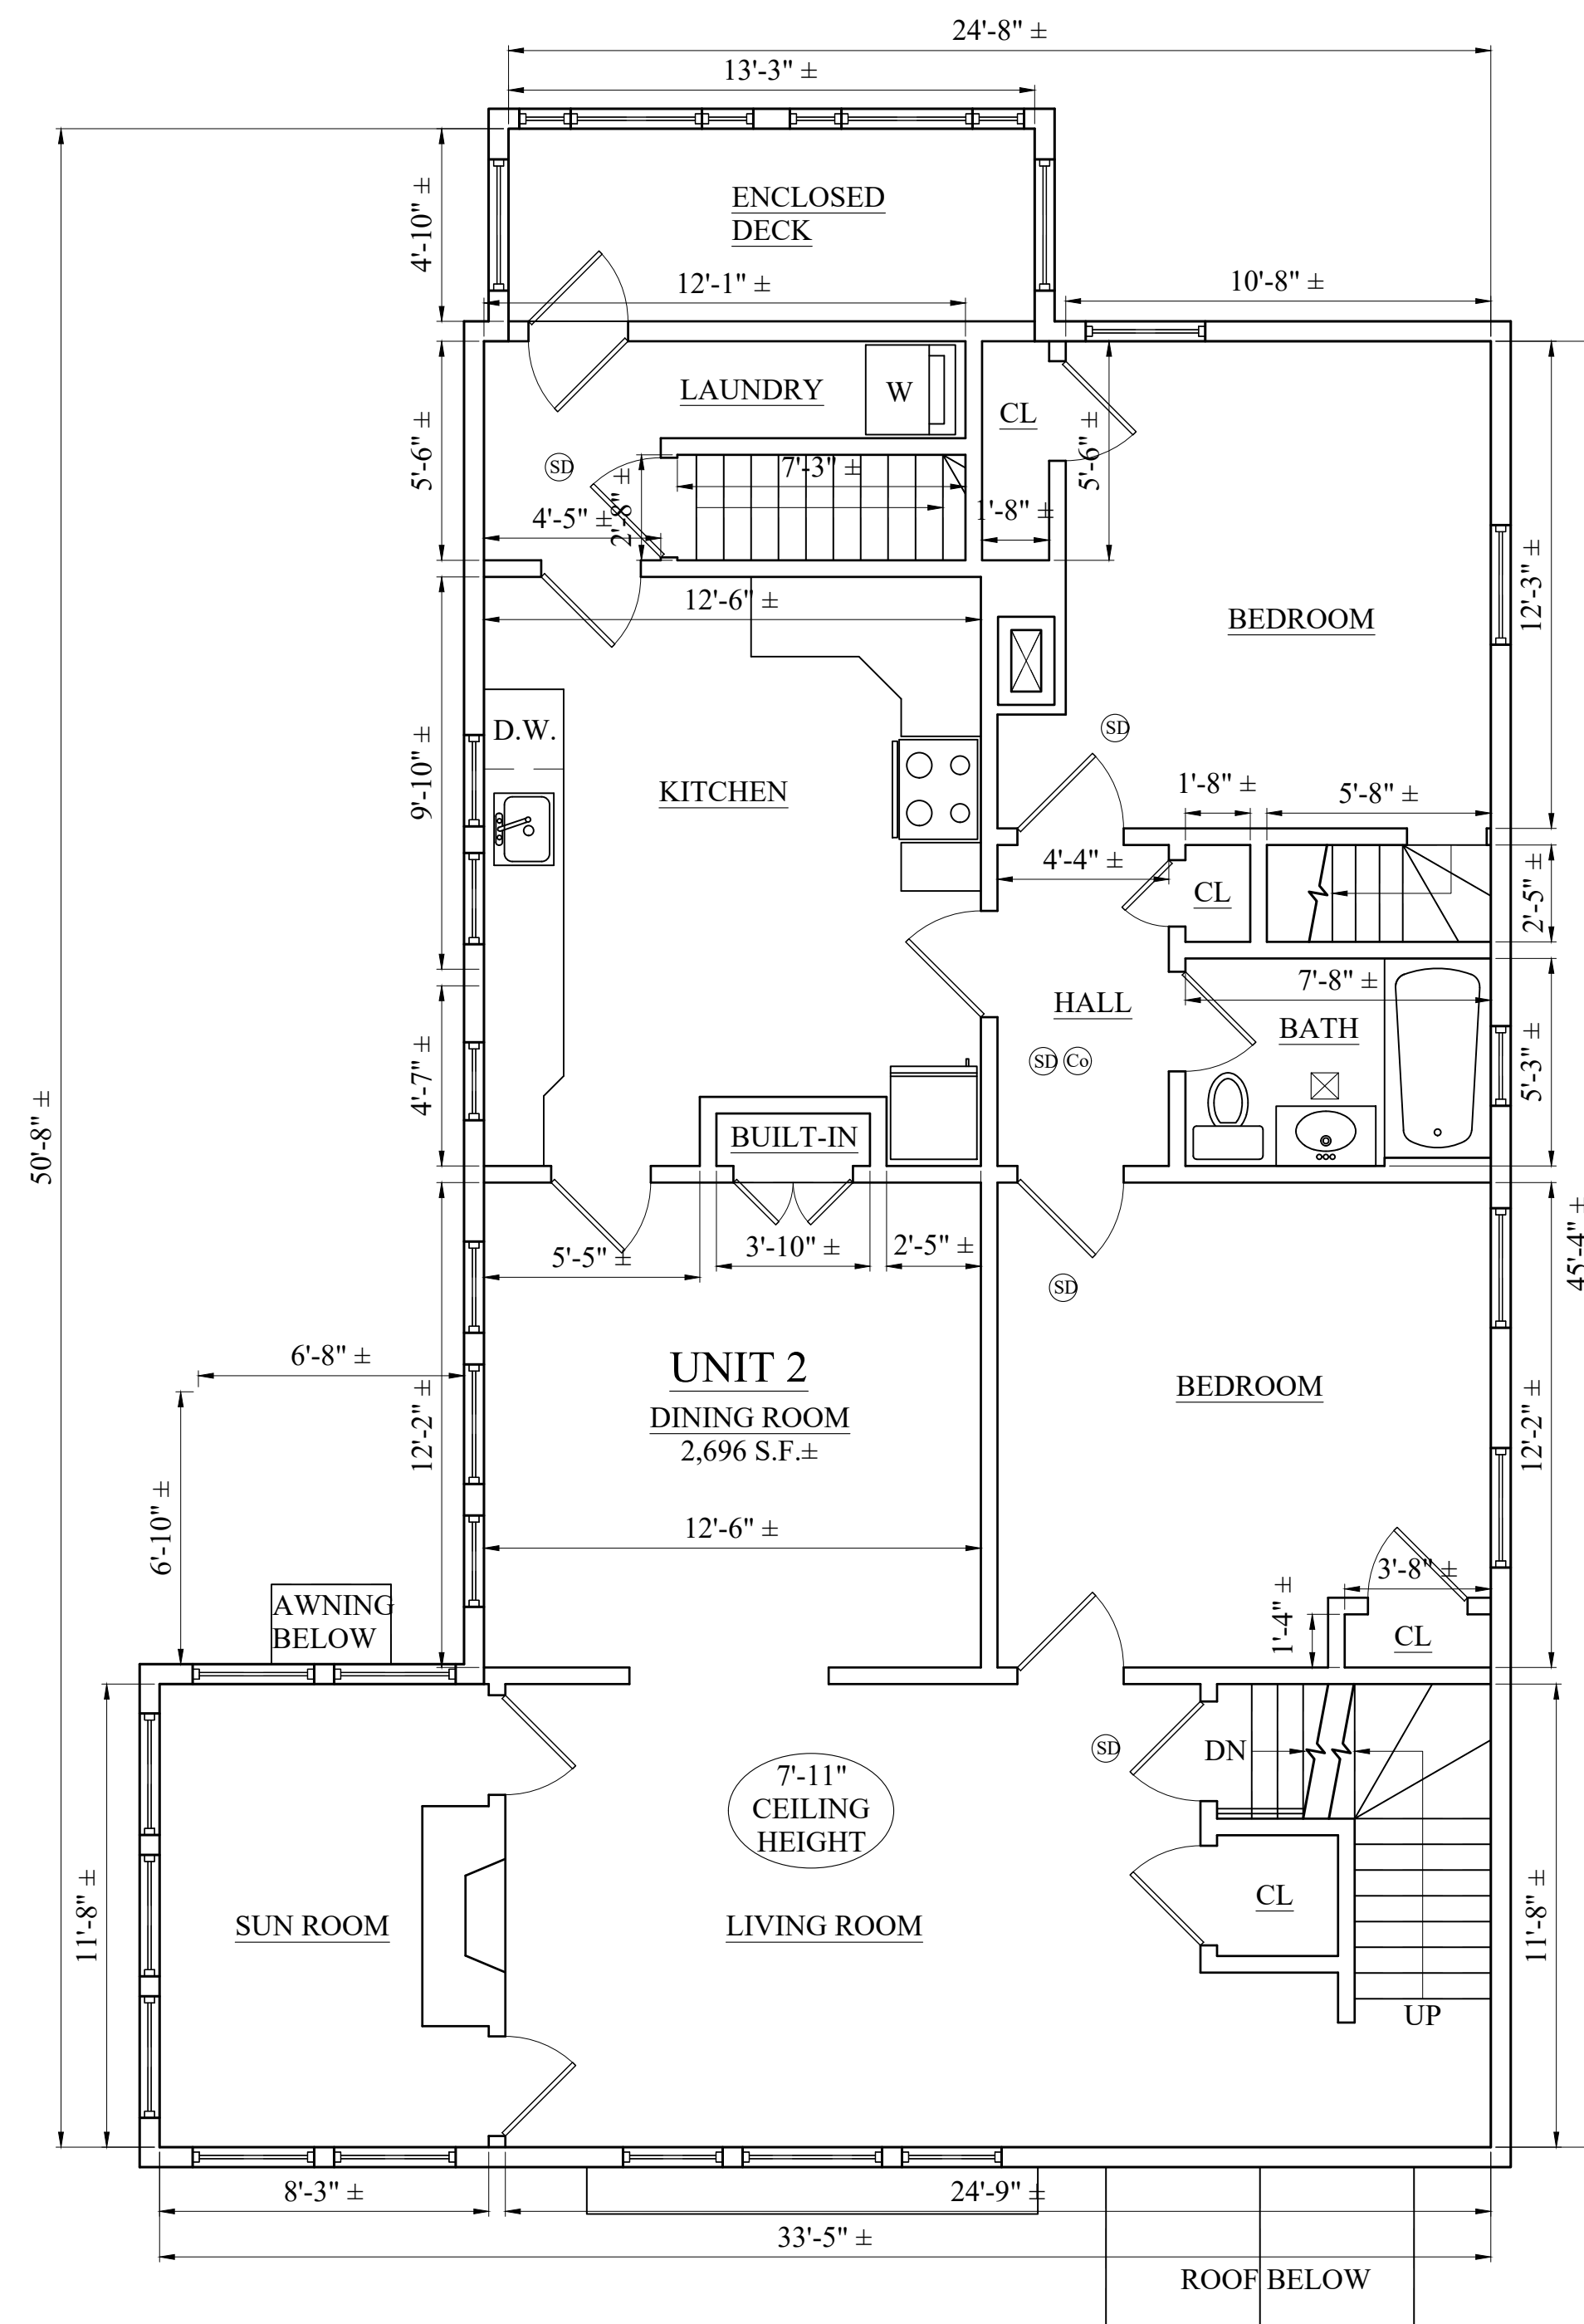 24'-8" ±
13'-3" ±
ENCLOSED
DECK
4'-10" ±
12'-1" ±
10'-8" ±
LAUNDRY
W
CL
5'-6" ±
5'-6" ±
SD
7'-3" ±
2'-8" ±
4'-5" ±
1'-8" ±
12'-3" ±
12'-6" ±
BEDROOM
D.W.
SD
9'-10" ±
KITCHEN
1'-8" ±
5'-8" ±
4'-4" ±
CL
2'-5" ±
7'-8" ±
HALL
BATH
SD
Co
4'-7" ±
5'-3" ±
50'-8" ±
BUILT-IN
45'-4" ±
5'-5" ±
3'-10" ±
2'-5" ±
SD
6'-8" ±
UNIT 2
DINING ROOM
2,696 S.F.±
BEDROOM
12'-2" ±
12'-2" ±
6'-10" ±
12'-6" ±
3'-8" ±
1'-4" ±
AWNING
BELOW
CL
SD
DN
7'-11"
CEILING
HEIGHT
CL
11'-8" ±
SUN ROOM
LIVING ROOM
11'-8" ±
UP
8'-3" ±
24'-9" ±
33'-5" ±
ROOF BELOW